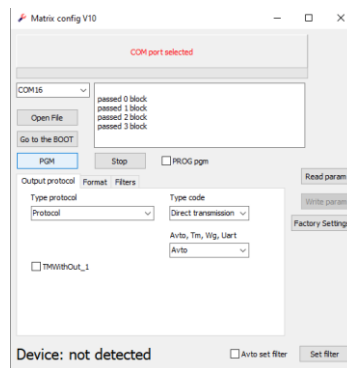 Matrix config V10
COM port selected
COM16
passed 0 block
passed 1 block
passed 2 block
passed 3 block
Open File
Go to the BOOT
PGM
Stop
PROG pgm
Read param
Output protocol Format Filters
Write param
Type protocol Type code
Protocol Direct transmission
Factory Setting
Avto, Tm, Wg, Uart
Avto
TMWithOut_1
Device: not detected
Avto set filter
Set filter